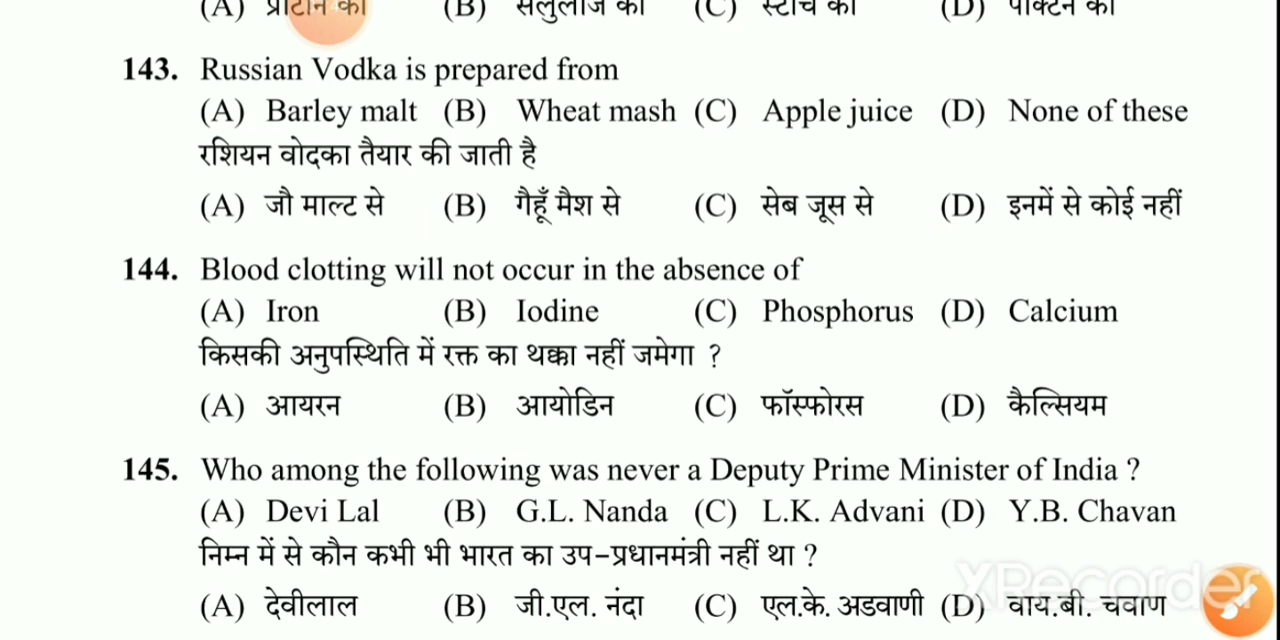 (A) प्रोटीन की (B) सेलुलोज की (C) स्टार्च की (D) पेक्टिन की
143. Russian Vodka is prepared from
(A) Barley malt (B) Wheat mash (C) Apple juice (D) None of these
रशियन वोदका तैयार की जाती है
(A) जौ माल्ट से (B) गैहूँ मैश से (C) सेब जूस से (D) इनमें से कोई नहीं
144. Blood clotting will not occur in the absence of
(A) Iron (B) Iodine (C) Phosphorus (D) Calcium
किसकी अनुपस्थिति में रक्त का थक्का नहीं जमेगा ?
(A) आयरन (B) आयोडिन (C) फॉस्फोरस (D) कैल्सियम
145. Who among the following was never a Deputy Prime Minister of India ?
(A) Devi Lal (B) G.L. Nanda (C) L.K. Advani (D) Y.B. Chavan
निम्न में से कौन कभी भी भारत का उप-प्रधानमंत्री नहीं था ?
(A) देवीलाल (B) जी.एल. नंदा (C) एल.के. अडवाणी (D) वाय.बी. चवाण
XRecorder